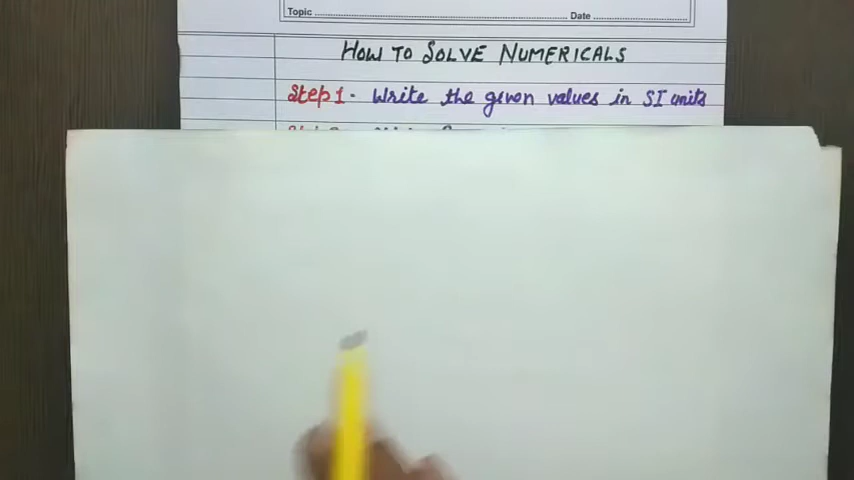 Topic ........................ Date ........................
HOW TO SOLVE NUMERICALS
Step 1 - Write the given values in SI units